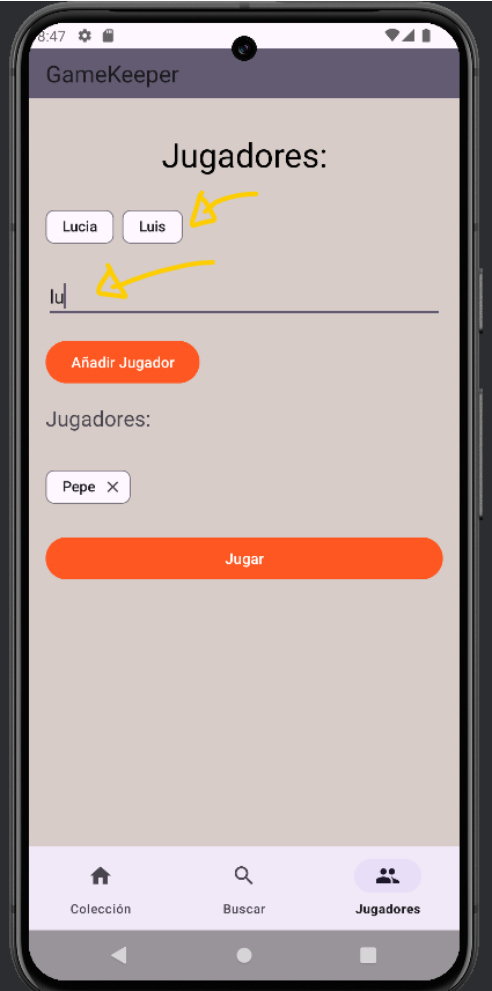 8:47
GameKeeper
Jugadores:
Lucia Luis
lu
Añadir Jugador
Jugadores:
Pepe
Jugar
Colección Buscar Jugadores